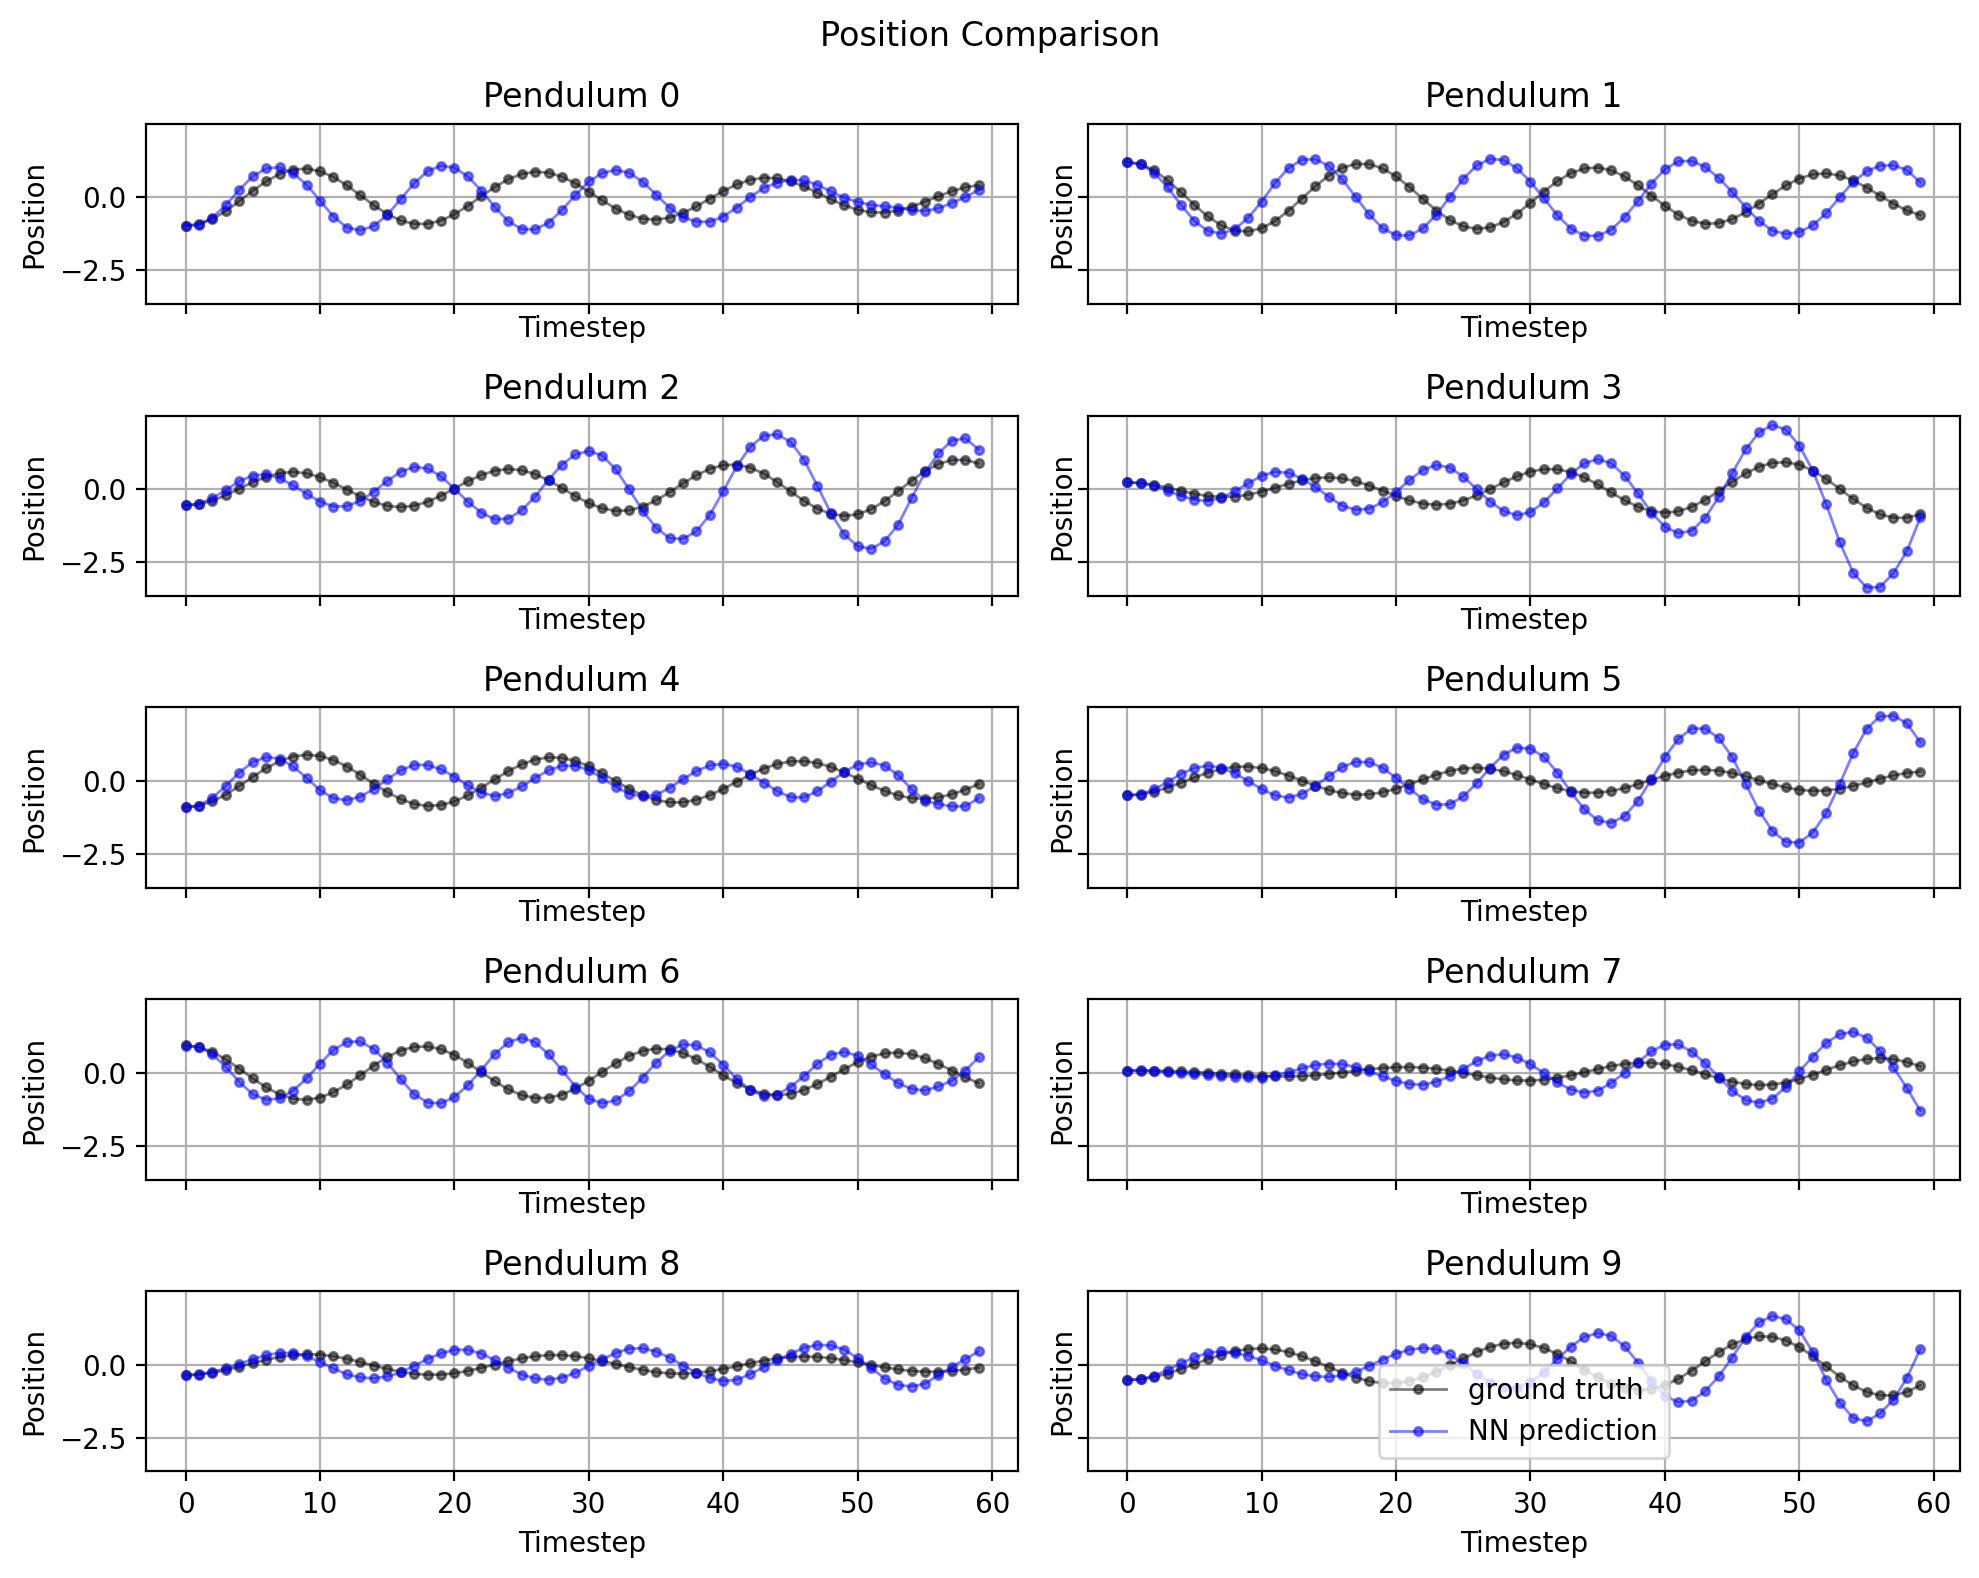 Position Comparison
Pendulum 0
Position
0.0
−2.5
Timestep
Pendulum 1
Position
Timestep
Pendulum 2
Position
0.0
−2.5
Timestep
Pendulum 3
Position
Timestep
Pendulum 4
Position
0.0
−2.5
Timestep
Pendulum 5
Position
Timestep
Pendulum 6
Position
0.0
−2.5
Timestep
Pendulum 7
Position
Timestep
Pendulum 8
Position
0.0
−2.5
0 10 20 30 40 50 60
Timestep
Pendulum 9
Position
ground truth
NN prediction
0 10 20 30 40 50 60
Timestep